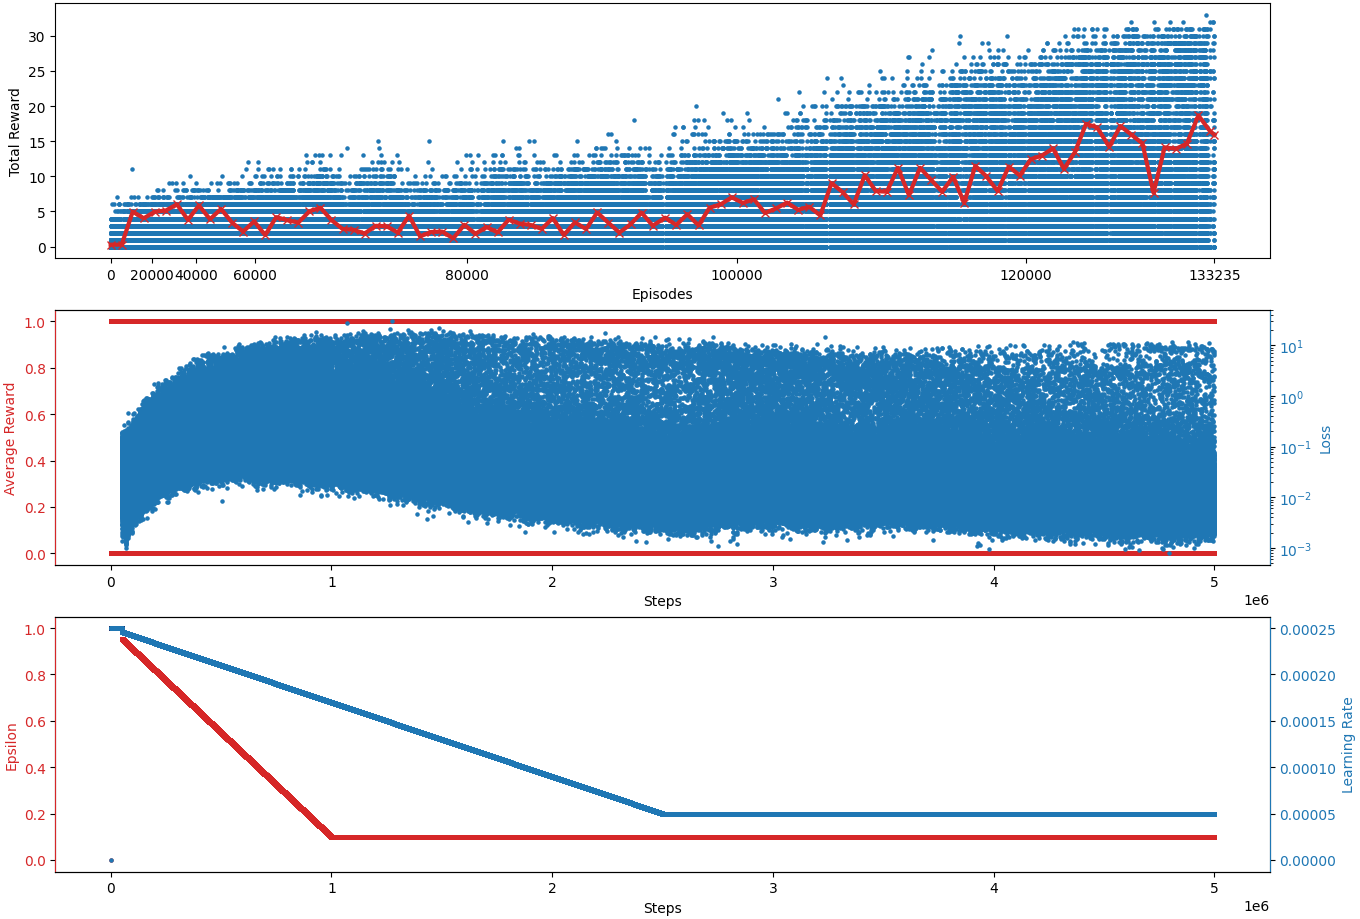 Total Reward
30
25
20
15
10
5
0
0 20000 40000 60000 80000 100000 120000 133235
Episodes
Average Reward
1.0
0.8
0.6
0.4
0.2
0.0
10¹
10⁰
10⁻¹
10⁻²
10⁻³
Loss
0 1 2 3 4 5
Steps
1e6
Epsilon
1.0
0.8
0.6
0.4
0.2
0.0
0.00025
0.00020
0.00015
0.00010
0.00005
0.00000
Learning Rate
0 1 2 3 4 5
Steps
1e6